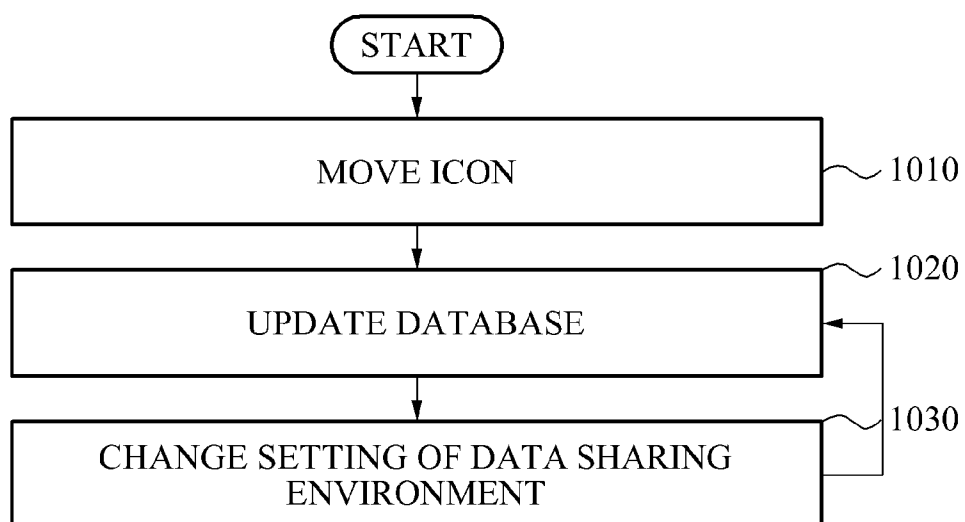 START
MOVE ICON
1010
1020
UPDATE DATABASE
1030
CHANGE SETTING OF DATA SHARING
ENVIRONMENT